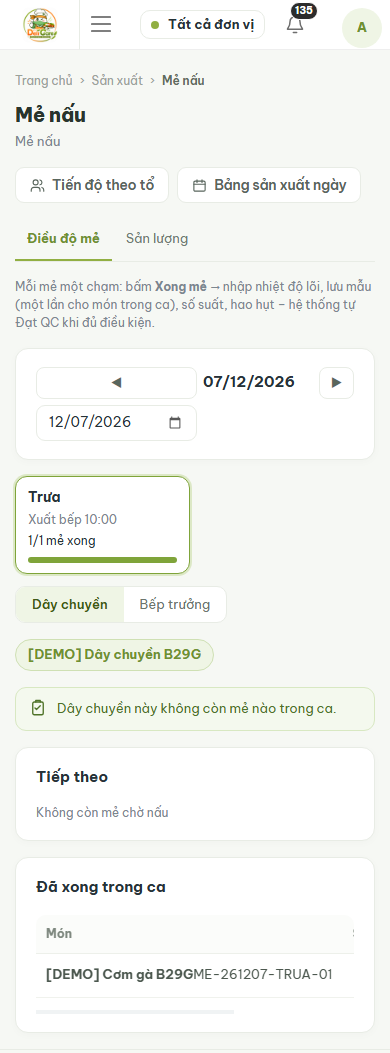 Tất cả đơn vị
135
A
Trang chủ > Sản xuất > Mẻ nấu
Mẻ nấu
Mẻ nấu
Tiến độ theo tổ
Bảng sản xuất ngày
Điều độ mẻ
Sản lượng
Mỗi mẻ một chạm: bấm Xong mẻ → nhập nhiệt độ lõi, lưu mẫu
(một lần cho món trong ca), số suất, hao hụt – hệ thống tự
Đạt QC khi đủ điều kiện.
◀ 07/12/2026 ▶
12/07/2026
Trưa
Xuất bếp 10:00
1/1 mẻ xong
Dây chuyền
Bếp trưởng
[DEMO] Dây chuyền B29G
Dây chuyền này không còn mẻ nào trong ca.
Tiếp theo
Không còn mẻ chờ nấu
Đã xong trong ca
Món
[DEMO] Cơm gà B29GME-261207-TRUA-01